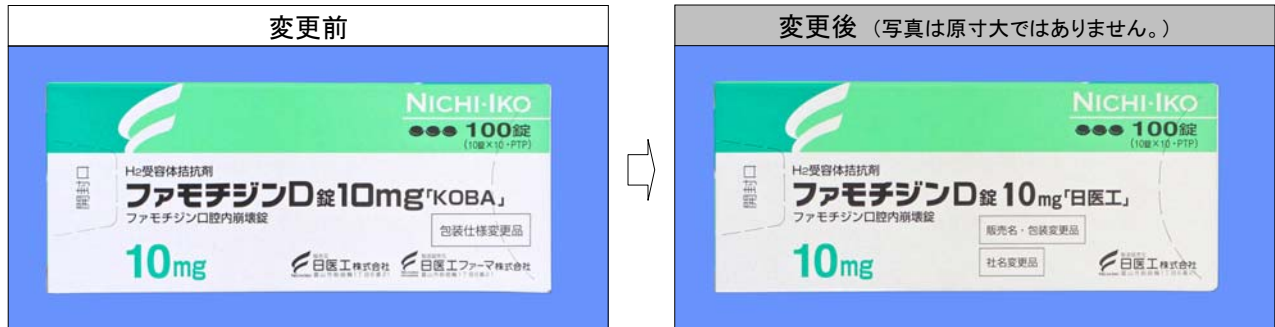 変更前
NICHI-IKO
100錠
(10錠×10・PTP)
開封口
H2受容体拮抗剤
ファモチジンD錠10mg「KOBA」
ファモチジン口腔内崩壊錠
包装仕様変更品
10mg
日医工株式会社
日医工ファーマ株式会社
変更後 (写真は原寸大ではありません。)
NICHI-IKO
100錠
(10錠×10・PTP)
開封口
H2受容体拮抗剤
ファモチジンD錠10mg「日医工」
ファモチジン口腔内崩壊錠
販売名・包装変更品
10mg
社名変更品
日医工株式会社